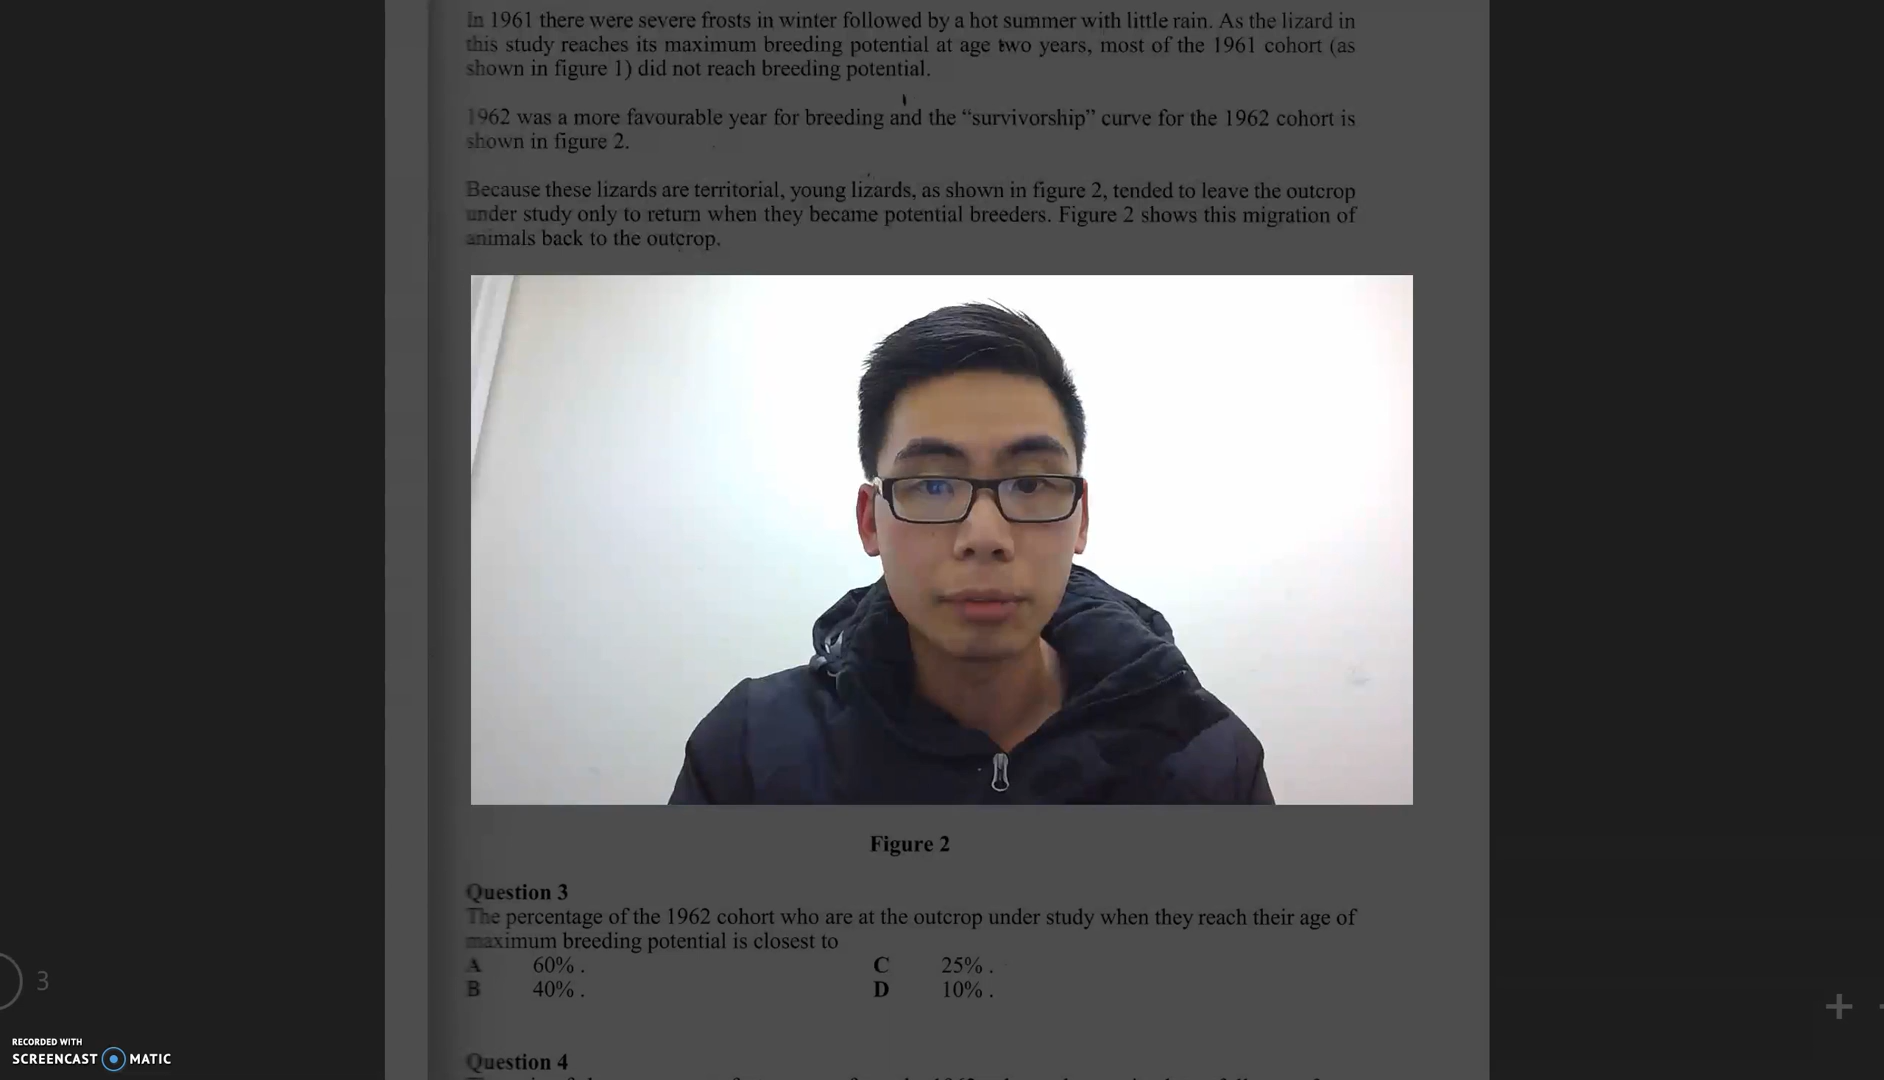 In 1961 there were severe frosts in winter followed by a hot summer with little rain. As the lizard in
this study reaches its maximum breeding potential at age two years, most of the 1961 cohort (as
shown in figure 1) did not reach breeding potential.
1962 was a more favourable year for breeding and the “survivorship” curve for the 1962 cohort is
shown in figure 2.
Because these lizards are territorial, young lizards, as shown in figure 2, tended to leave the outcrop
under study only to return when they became potential breeders. Figure 2 shows this migration of
animals back to the outcrop.
Figure 2
Question 3
The percentage of the 1962 cohort who are at the outcrop under study when they reach their age of
maximum breeding potential is closest to
A 60% . C 25% .
B 40% . D 10% .
3
Question 4
RECORDED WITH
SCREENCAST MATIC